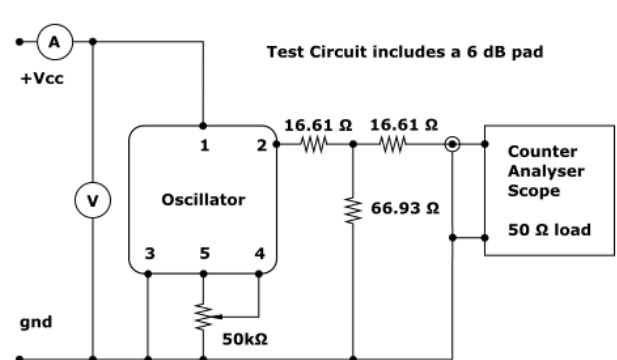 A
Test Circuit includes a 6 dB pad
+Vcc
16.61 Ω 16.61 Ω
1
2
Counter
Analyser
Scope
V
Oscillator
66.93 Ω
50 Ω load
3 5 4
gnd
50kΩ